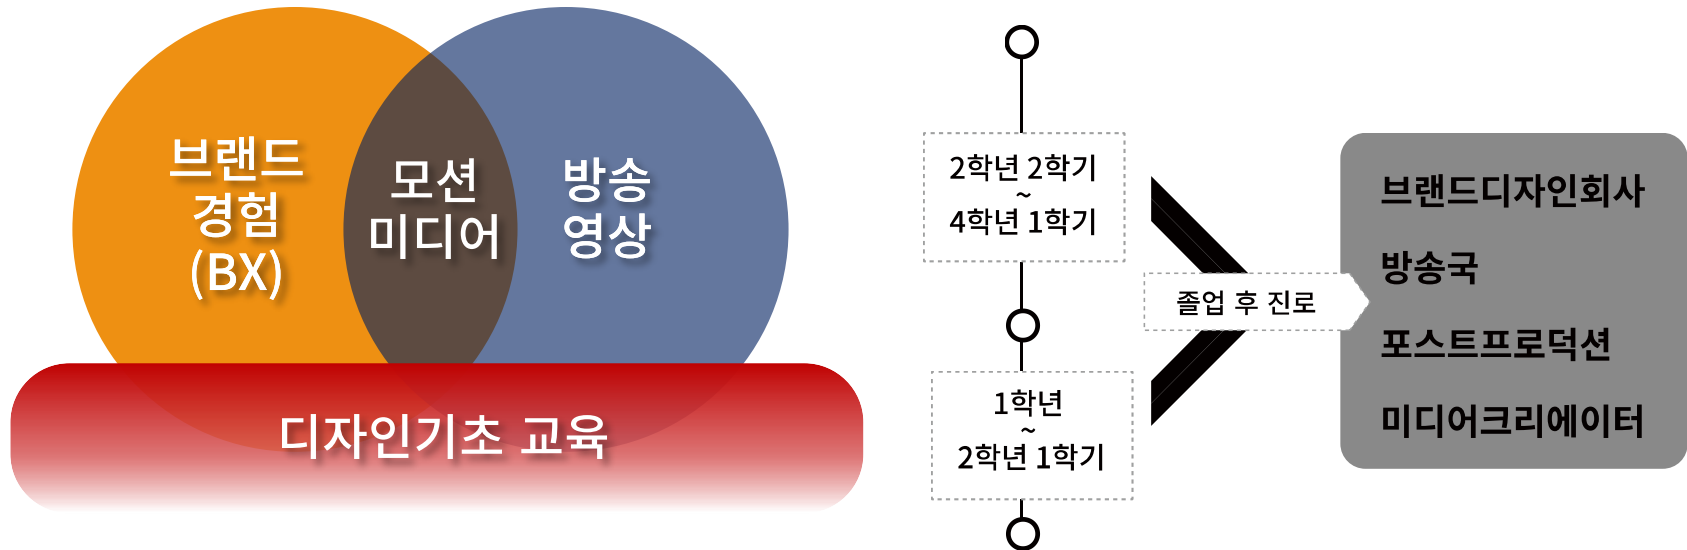 브랜드
경험
(BX)
모션
미디어
방송
영상
디자인기초 교육
2학년 2학기
~
4학년 1학기
1학년
~
2학년 1학기
졸업 후 진로
브랜드디자인회사
방송국
포스트프로덕션
미디어크리에이터